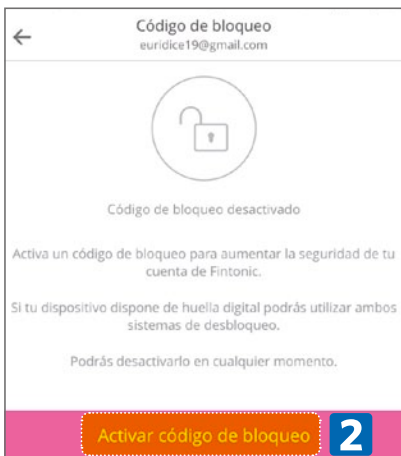 Código de bloqueo
euridice19@gmail.com
Código de bloqueo desactivado
Activa un código de bloqueo para aumentar la seguridad de tu
cuenta de Fintonic.
Si tu dispositivo dispone de huella digital podrás utilizar ambos
sistemas de desbloqueo.
Podrás desactivarlo en cualquier momento.
Activar código de bloqueo
2